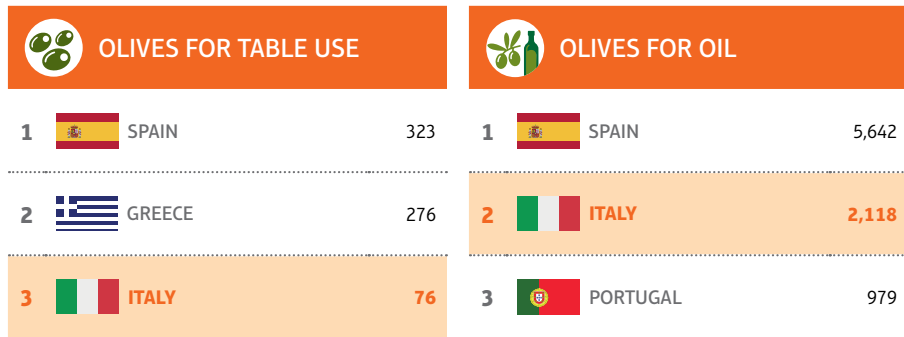 OLIVES FOR TABLE USE
1 SPAIN 323
2 GREECE 276
3 ITALY 76
OLIVES FOR OIL
1 SPAIN 5,642
2 ITALY 2,118
3 PORTUGAL 979